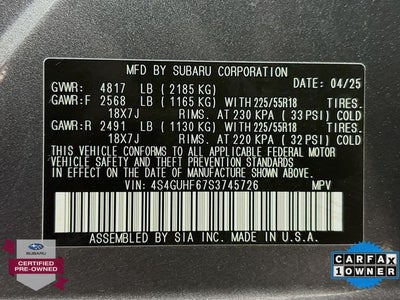 MFD BY SUBARU CORPORATION
DATE: 04/25
GVWR: 4817 LB ( 2185 KG)
GAWR:F 2568 LB ( 1165 KG) WITH 225/55R18 TIRES.
18X7J RIMS. AT 230 KPA ( 33 PSI) COLD
GAWR:R 2491 LB ( 1130 KG) WITH 225/55R18 TIRES.
18X7J RIMS. AT 220 KPA ( 32 PSI) COLD
THIS VEHICLE CONFORMS TO ALL APPLICABLE FEDERAL MOTOR
VEHICLE SAFETY AND THEFT PREVENTION STANDARDS
IN EFFECT ON THE DATE OF MANUFACTURE SHOWN ABOVE.
VIN: 4S4GUHF67S3745726 MPV
ASSEMBLED BY SIA INC. MADE IN U.S.A.
SUBARU
CERTIFIED
PRE-OWNED
CARFAX
1 OWNER